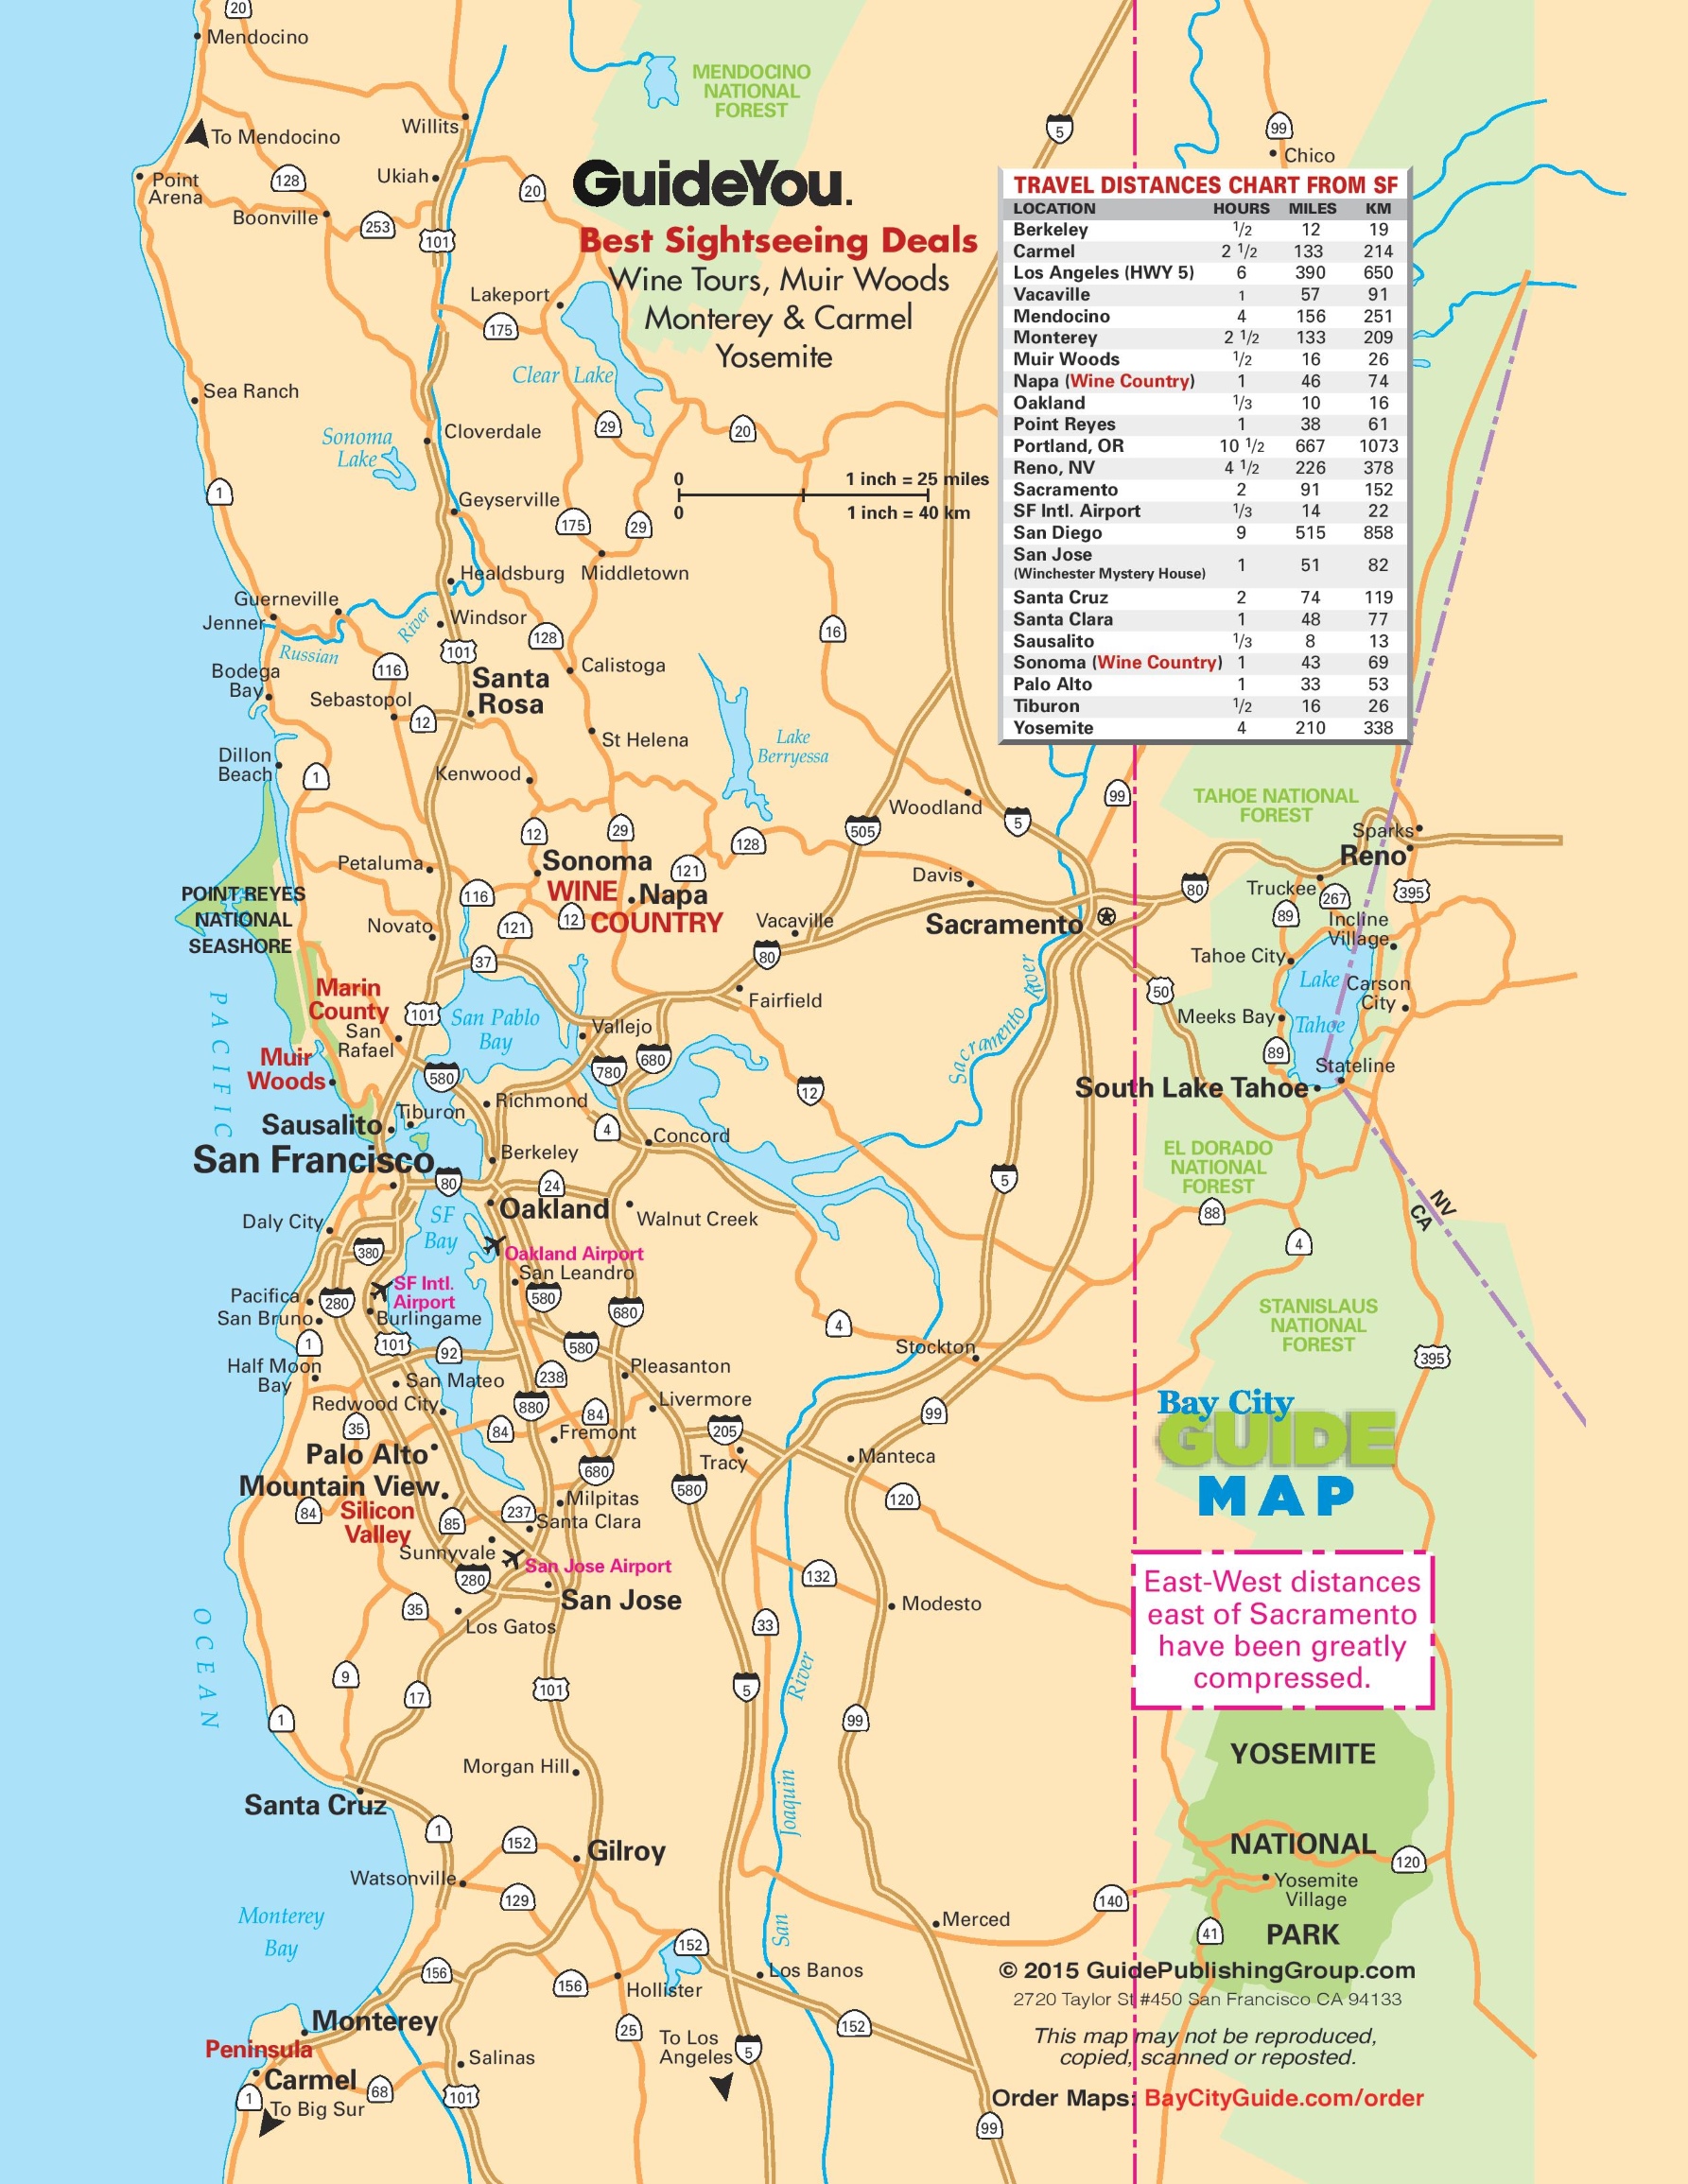 20
Mendocino
MENDOCINO
NATIONAL
FOREST
Willits
To Mendocino
5
99
Chico
Ukiah
Point
Arena
128
20
Boonville
253
101
GuideYou.
Best Sightseeing Deals
Wine Tours, Muir Woods
Monterey & Carmel
Yosemite
TRAVEL DISTANCES CHART FROM SF
LOCATION HOURS MILES KM
Berkeley 1/2 12 19
Carmel 2 1/2 133 214
Los Angeles (HWY 5) 6 390 650
Vacaville 1 57 91
Mendocino 4 156 251
Monterey 2 1/2 133 209
Muir Woods 1/2 16 26
Napa (Wine Country) 1 46 74
Oakland 1/3 10 16
Point Reyes 1 38 61
Portland, OR 10 1/2 667 1073
Reno, NV 4 1/2 226 378
Sacramento 2 91 152
SF Intl. Airport 1/3 14 22
San Diego 9 515 858
San Jose
(Winchester Mystery House) 1 51 82
Santa Cruz 2 74 119
Santa Clara 1 48 77
Sausalito 1/3 8 13
Sonoma (Wine Country) 1 43 69
Palo Alto 1 33 53
Tiburon 1/2 16 26
Yosemite 4 210 338
Lakeport
175
Clear Lake
Sea Ranch
29
20
Cloverdale
Sonoma
Lake
1
0 1 inch = 25 miles
0 1 inch = 40 km
Geyserville
175
29
Healdsburg
Middletown
Guerneville
Jenner
Windsor
River
Russian
128
16
101
116
Calistoga
Bodega
Bay
Santa
Rosa
Sebastopol
12
St Helena
Lake
Berryessa
Dillon
Beach
1
Kenwood
Woodland
99
5
505
TAHOE NATIONAL
FOREST
Sparks
Reno
12
29
128
Petaluma
Sonoma
121
WINE
Napa
COUNTRY
116
12
121
Davis
80
Truckee
267
395
89
Incline
Village
POINT REYES
NATIONAL
SEASHORE
Novato
Vacaville
Sacramento
37
80
Tahoe City
Lake
Tahoe
Carson
City
50
Marin
County
101
San Pablo
Bay
Fairfield
Sacramento River
Meeks Bay
San
Rafael
Vallejo
Muir
Woods
580
780
680
12
89
Stateline
South Lake Tahoe
PACIFIC
Richmond
Tiburon
Sausalito
4
Concord
San Francisco
Berkeley
EL DORADO
NATIONAL
FOREST
80
24
5
Oakland
Walnut Creek
Daly City
SF
Bay
88
NV
CA
4
380
Oakland Airport
San Leandro
SF Intl.
Airport
Pacifica
280
580
680
San Bruno
Burlingame
STANISLAUS
NATIONAL
FOREST
1
101
92
580
4
Stockton
395
Half Moon
Bay
San Mateo
238
Pleasanton
Redwood City
880
Livermore
Bay City
GUIDE
MAP
35
84
84
Fremont
205
99
Palo Alto
Tracy
Manteca
680
Mountain View
580
120
84
Silicon
Valley
85
237
Milpitas
Santa Clara
Sunnyvale
San Jose Airport
280
132
San Jose
35
Los Gatos
33
Modesto
East-West distances
east of Sacramento
have been greatly
compressed.
OCEAN
9
17
101
5
River
1
99
Morgan Hill
YOSEMITE
Santa Cruz
Joaquin
1
152
Gilroy
NATIONAL
120
Watsonville
Yosemite
Village
129
140
Monterey
Bay
San
Merced
41
PARK
152
156
156
Hollister
Los Banos
© 2015 GuidePublishingGroup.com
2720 Taylor St #450 San Francisco CA 94133
Monterey
25
152
This map may not be reproduced,
copied, scanned or reposted.
Peninsula
To Los
Angeles
5
Salinas
Carmel
68
1
101
To Big Sur
Order Maps: BayCityGuide.com/order
99